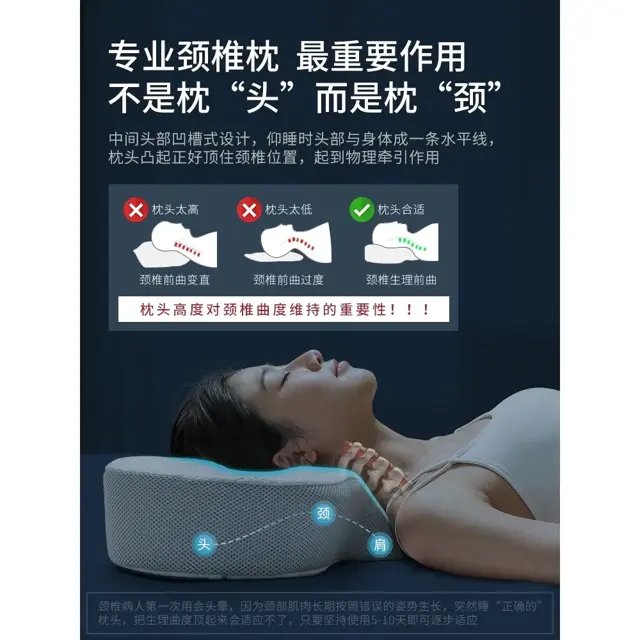 专业颈椎枕 最重要作用
不是枕“头”而是枕“颈”
中间头部凹槽式设计，仰睡时头部与身体成一条水平线，
枕头凸起正好顶住颈椎位置，起到物理牵引作用
枕头太高 枕头太低 枕头合适
颈椎前曲变直 颈椎前曲过度 颈椎生理前曲
枕头高度对颈椎曲度维持的重要性！！！
头 颈 肩
颈椎病人第一次用会头晕，因为颈部肌肉长期按照错误的姿势生长，突然睡“正确的”
枕头，把生理曲度顶起来会适应不了，只要坚持使用5-10天即可逐步适应